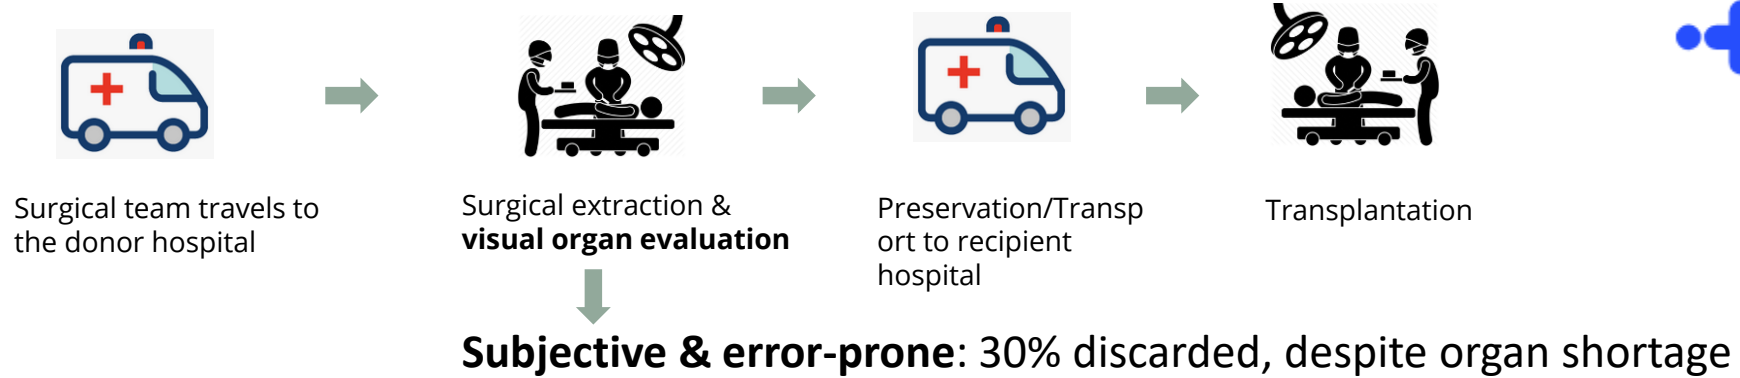 Surgical team travels to
the donor hospital
Surgical extraction &
visual organ evaluation
Preservation/Transp
ort to recipient
hospital
Transplantation
Subjective & error-prone: 30% discarded, despite organ shortage